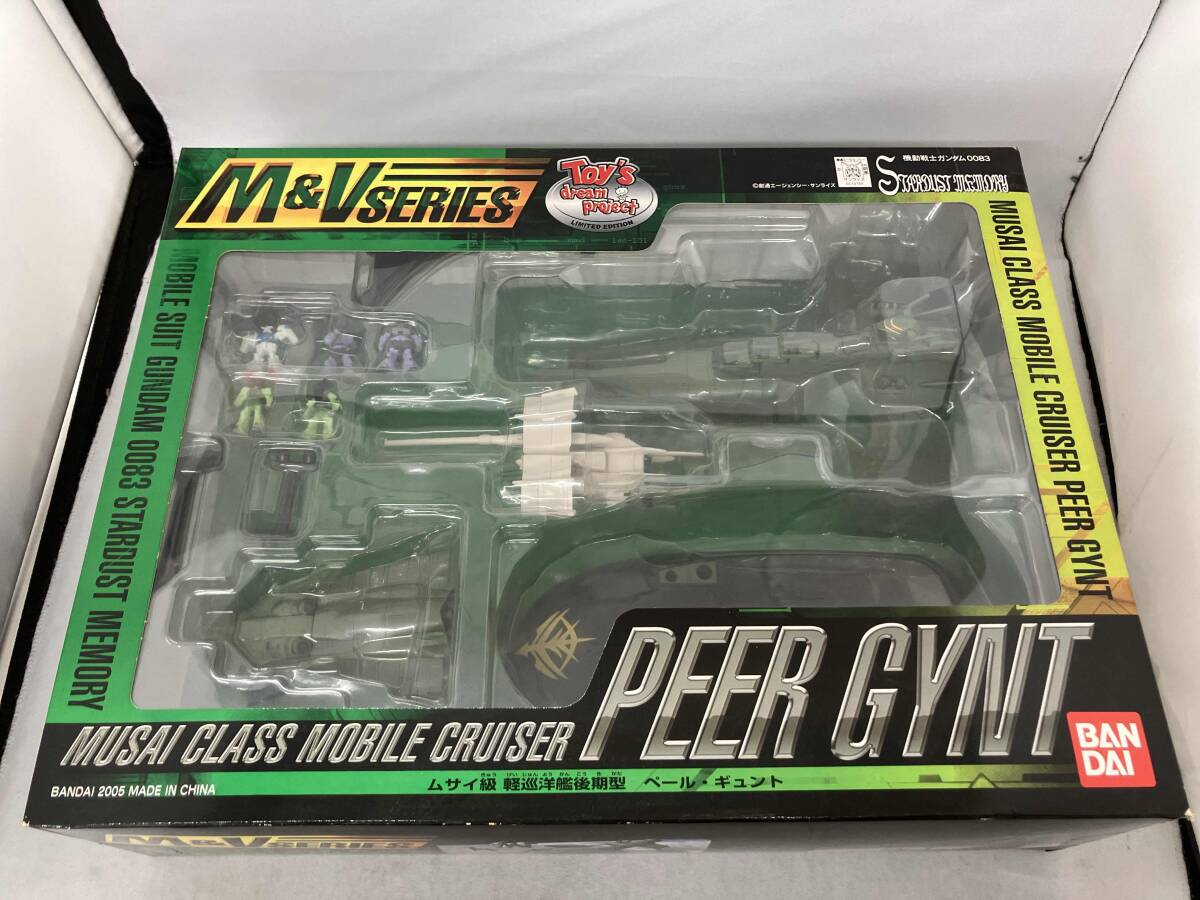 M&V SERIES
Toy's
dream
project
LIMITED EDITION
©創通エージェンシー・サンライズ
機動戦士ガンダム0083
STARDUST MEMORY
MUSAI CLASS MOBILE CRUISER PEER GYNT
MOBILE SUIT GUNDAM 0083 STARDUST MEMORY
PEER GYNT
MUSAI CLASS MOBILE CRUISER
ムサイ級 軽巡洋艦後期型 ペール・ギュント
BAN
DAI
BANDAI 2005 MADE IN CHINA
M&V SERIES